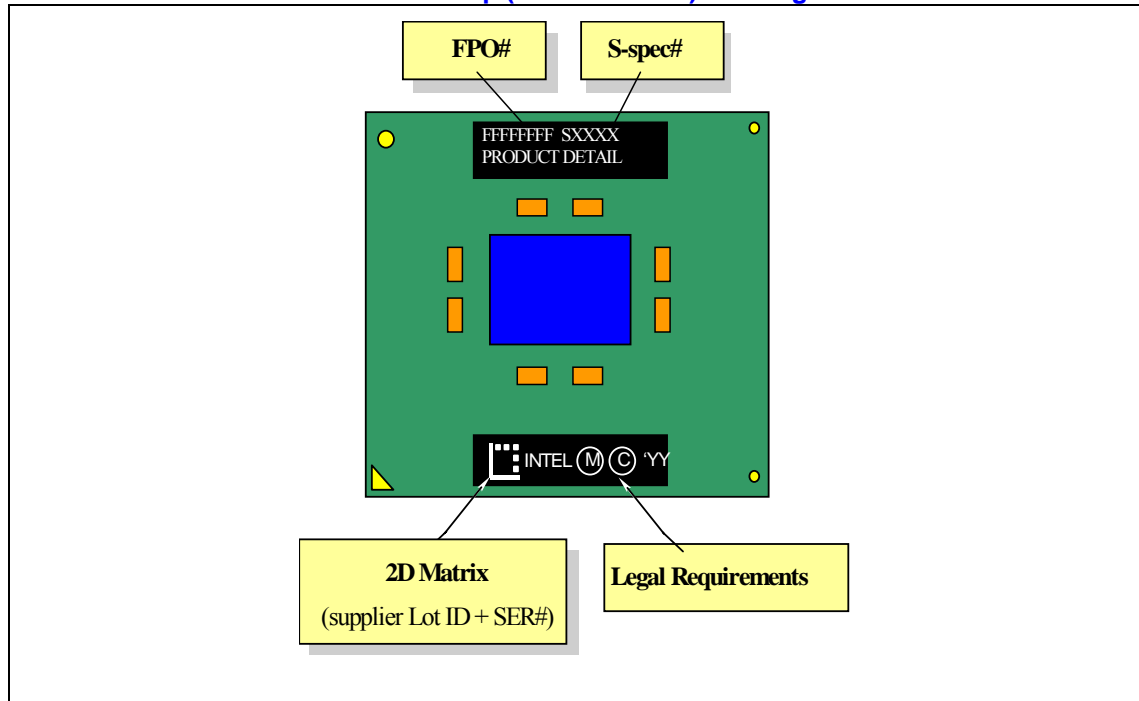 FPO#
S-spec#
FFFFFFFF SXXXX
PRODUCT DETAIL
INTEL M C 'YY
2D Matrix
(supplier Lot ID + SER#)
Legal Requirements